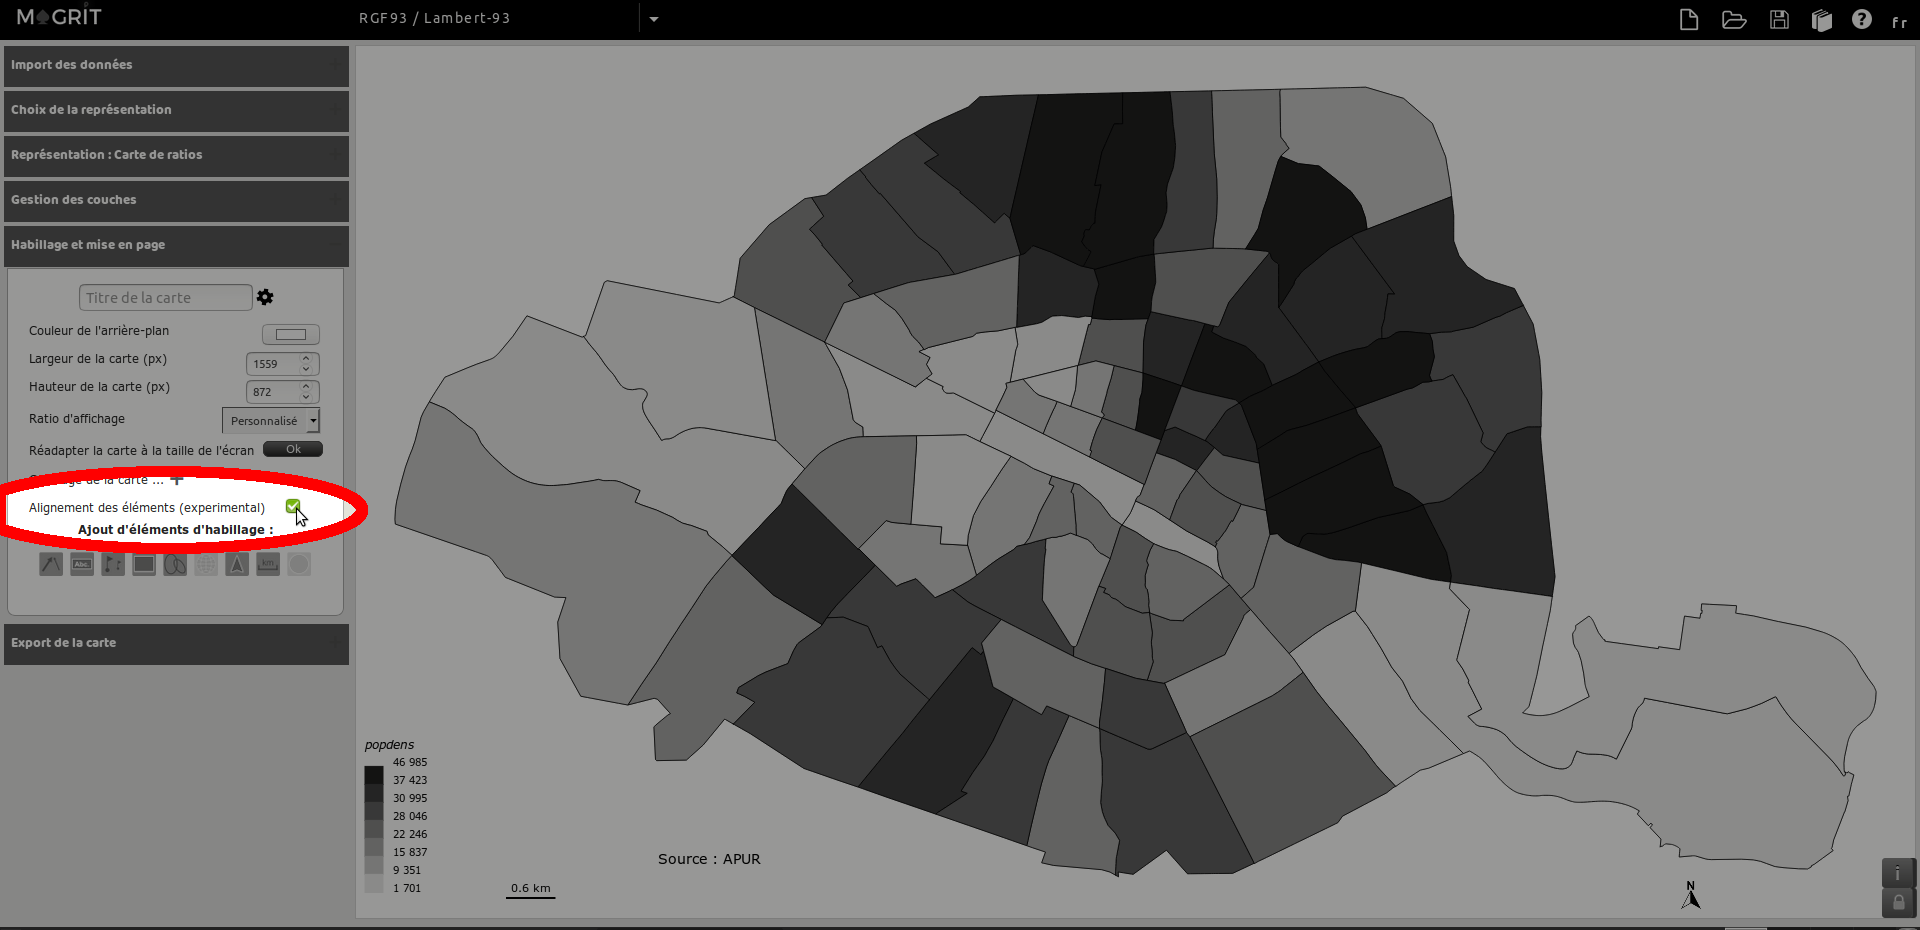 MAGRIT
RGF93 / Lambert-93
fr
Import des données
Choix de la représentation
Représentation : Carte de ratios
Gestion des couches
Habillage et mise en page
Titre de la carte
Couleur de l'arrière-plan
Largeur de la carte (px)
1559
Hauteur de la carte (px)
872
Ratio d'affichage
Personnalisé
Réadapter la carte à la taille de l'écran
Ok
de la carte ...
Alignement des éléments (experimental)
Ajout d'éléments d'habillage :
Abc.
km
Export de la carte
popdens
46 985
37 423
30 995
28 046
22 246
15 837
9 351
1 701
0.6 km
Source : APUR
N
i